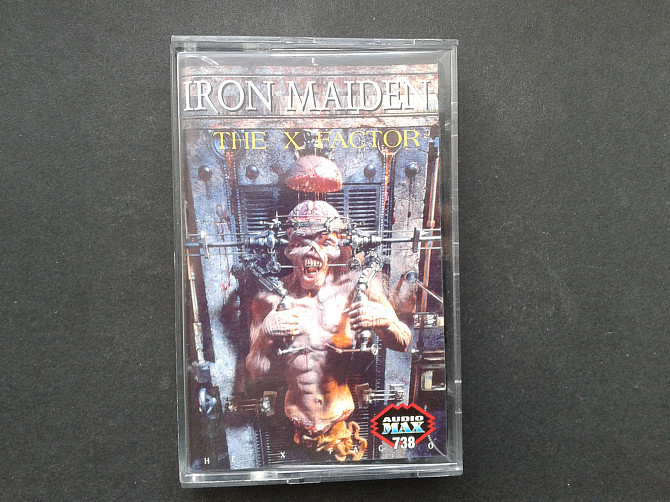 IRON MAIDEN
THE X FACTOR
AUDIO
MAX
738